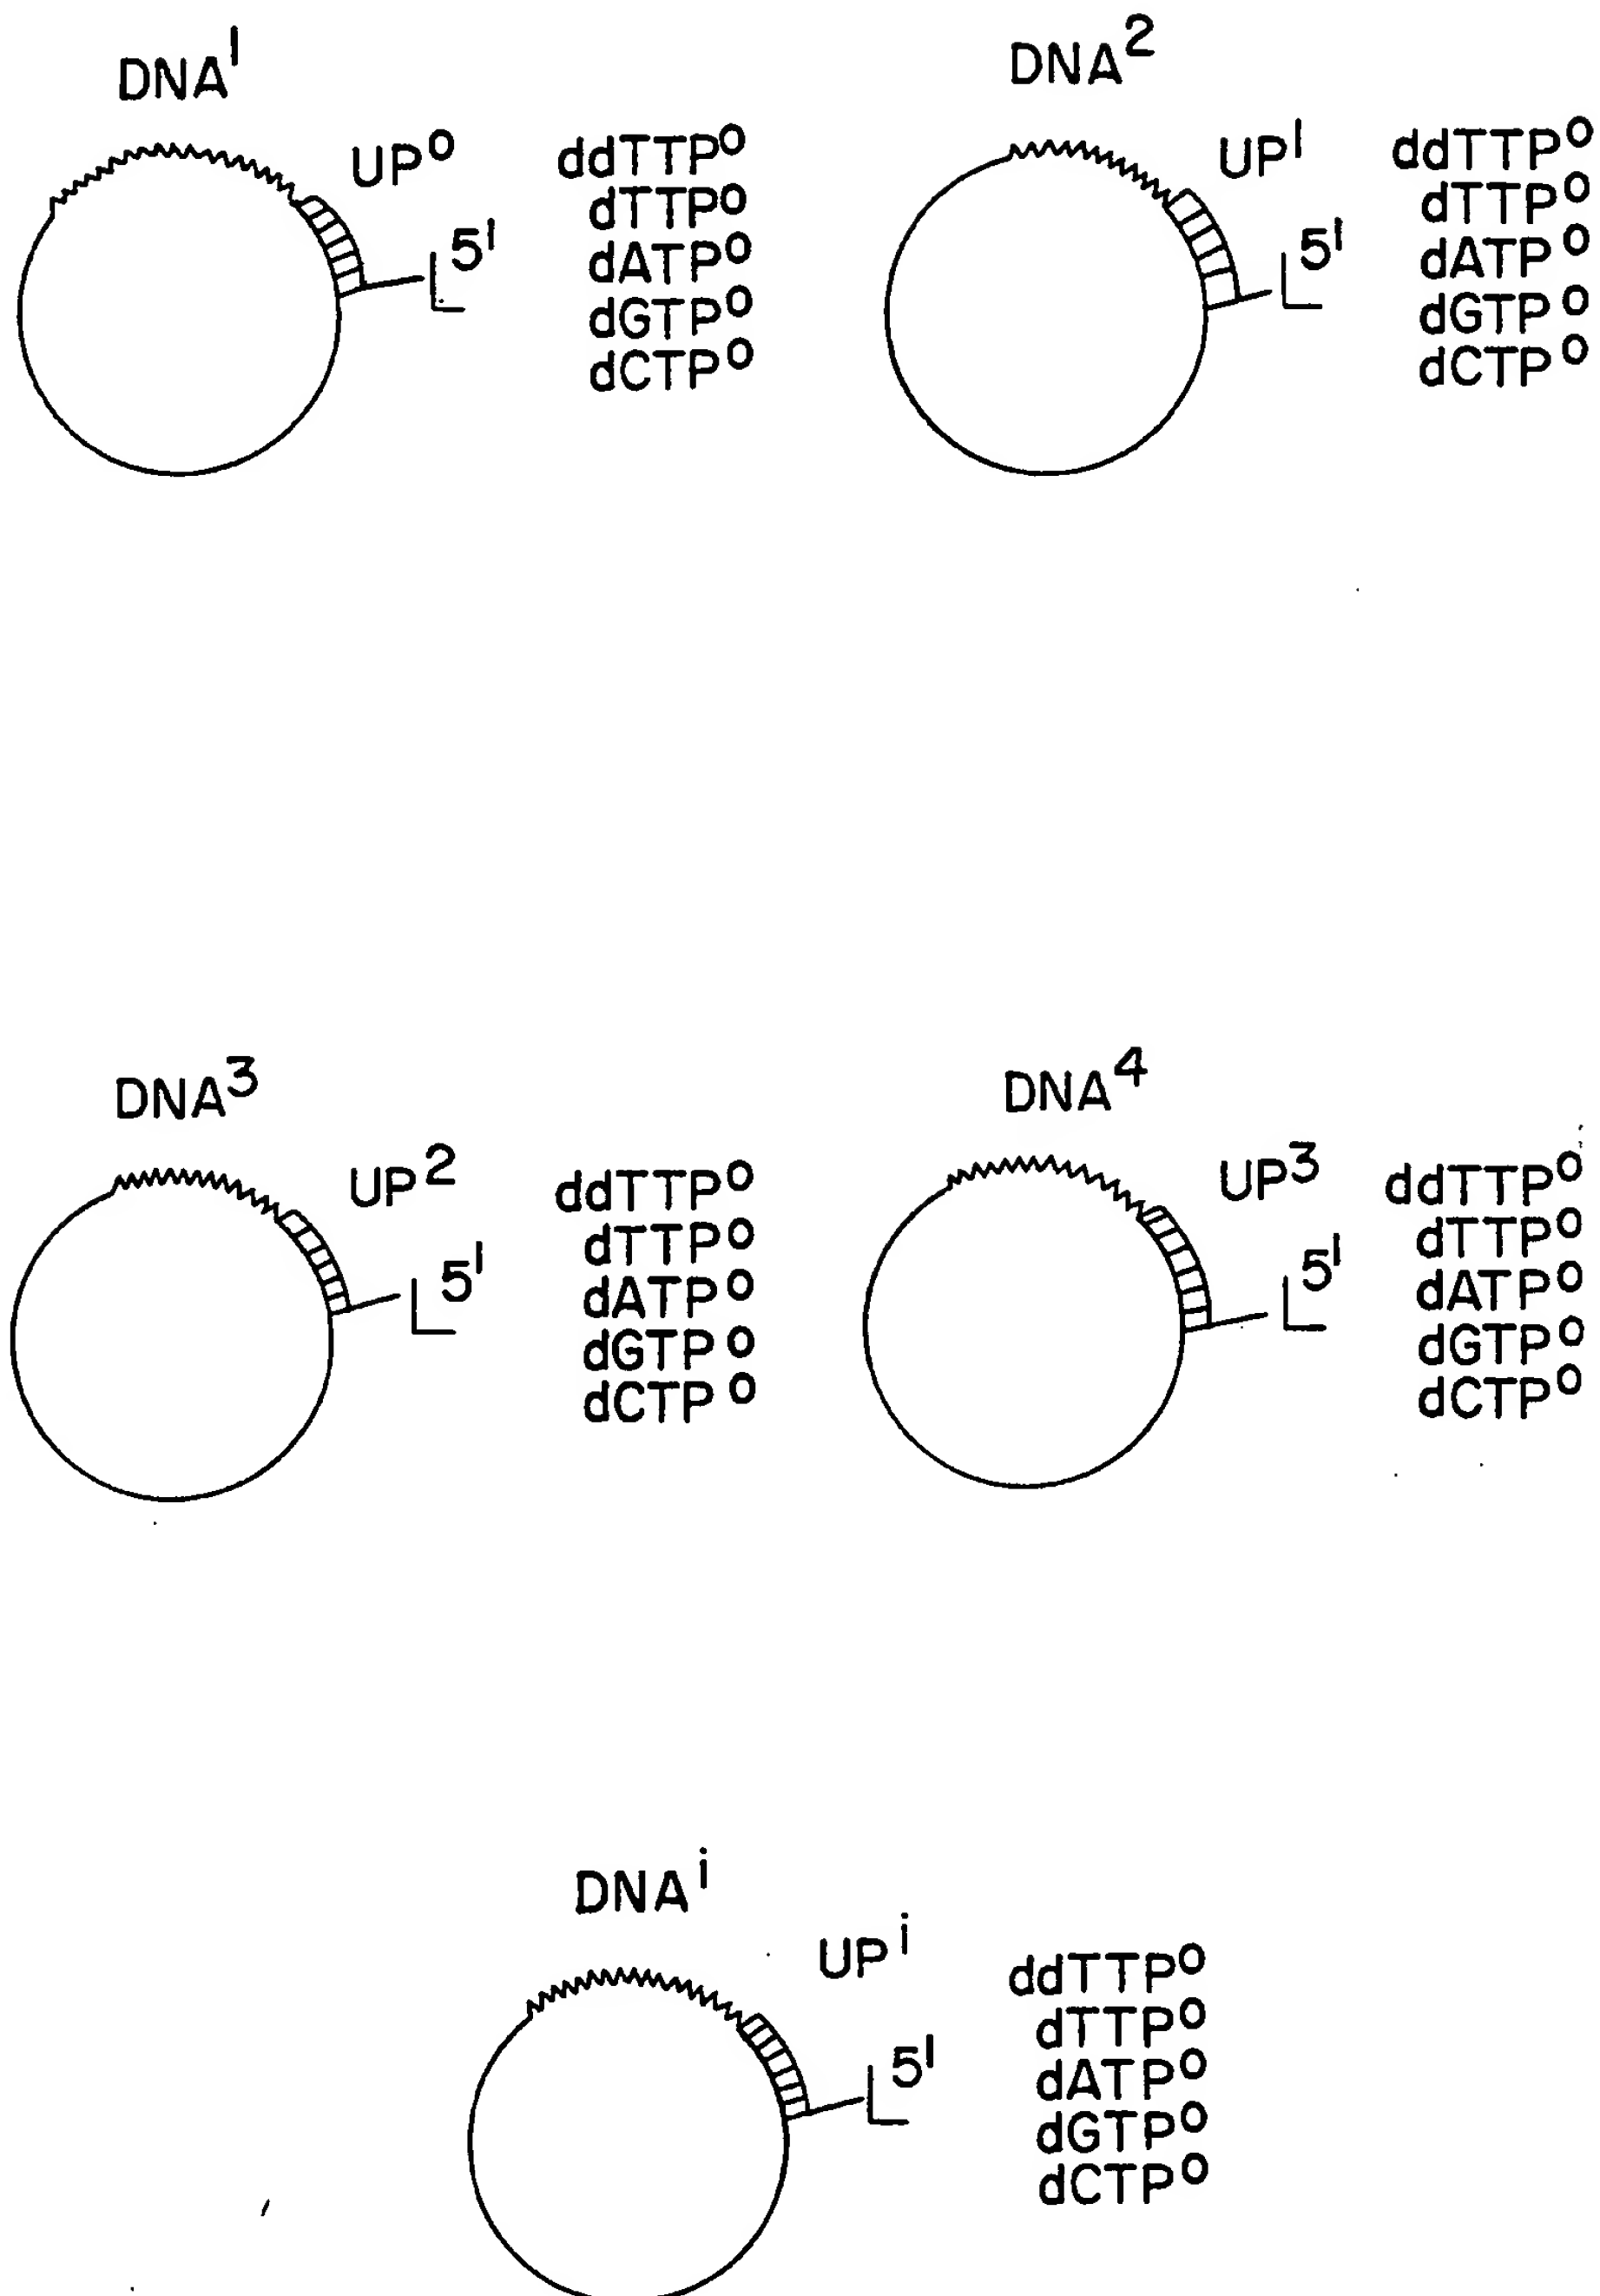 DNA¹
UP⁰
5'
ddTTP⁰
dTTP⁰
dATP⁰
dGTP⁰
dCTP⁰
DNA²
UP¹
5'
ddTTP⁰
dTTP⁰
dATP⁰
dGTP⁰
dCTP⁰
DNA³
UP²
5'
ddTTP⁰
dTTP⁰
dATP⁰
dGTP⁰
dCTP⁰
DNA⁴
UP³
5'
ddTTP⁰
dTTP⁰
dATP⁰
dGTP⁰
dCTP⁰
DNAⁱ
UPⁱ
5'
ddTTP⁰
dTTP⁰
dATP⁰
dGTP⁰
dCTP⁰